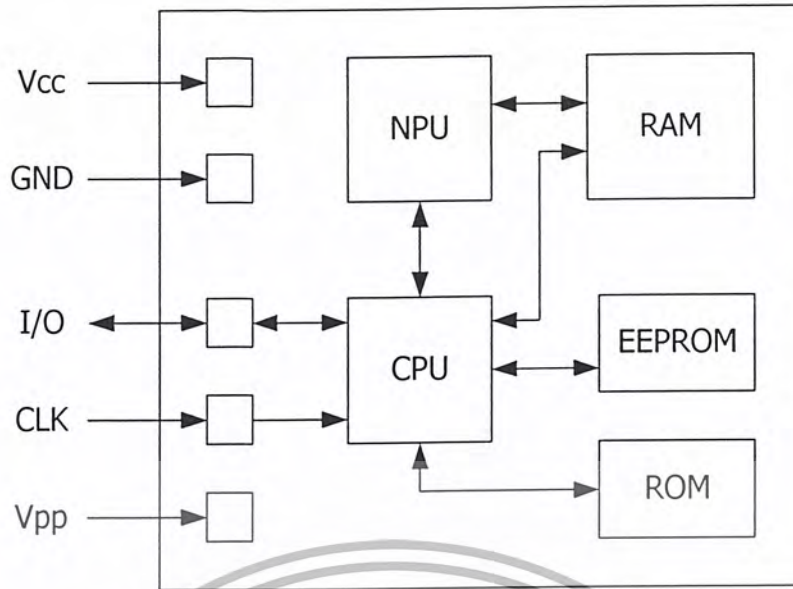 Vcc
GND
I/O
CLK
Vpp
NPU
RAM
CPU
EEPROM
ROM